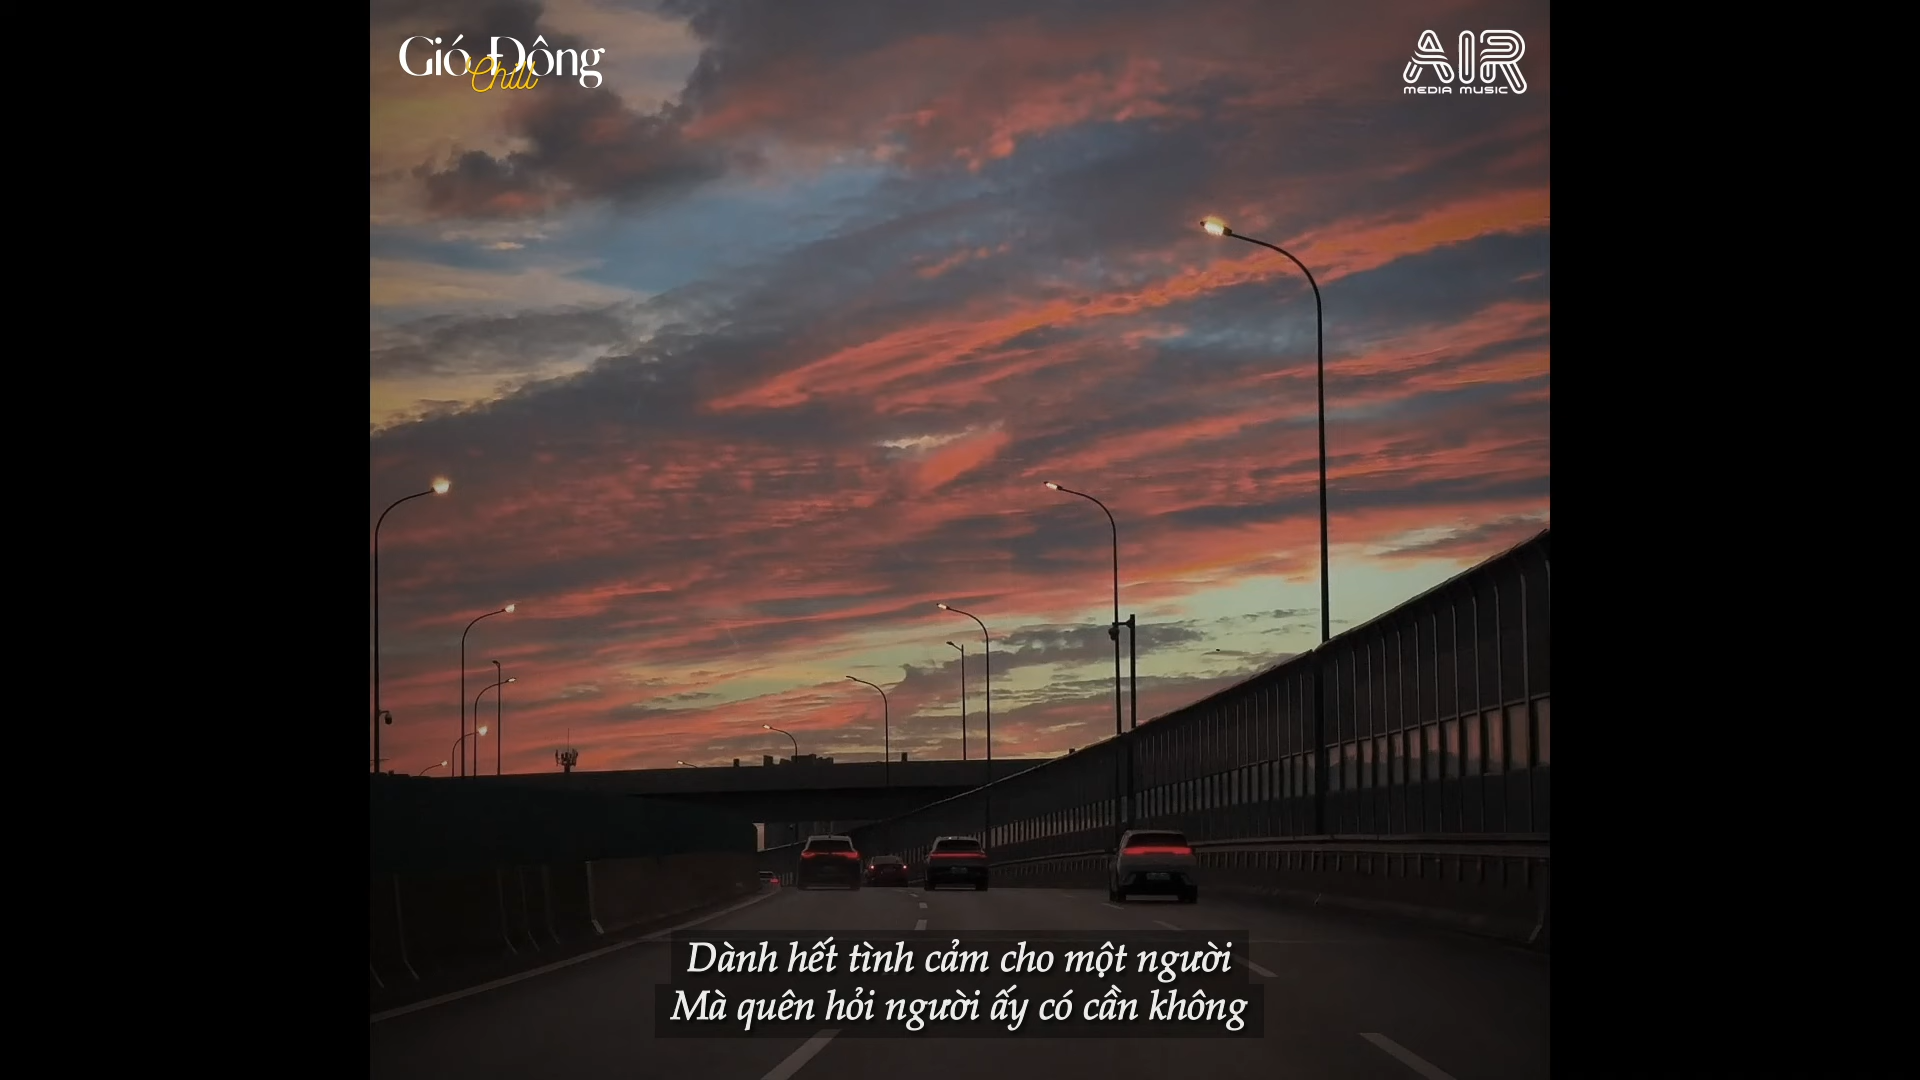 Gió Đông
Chill
AIR
MEDIA MUSIC
Dành hết tình cảm cho một người
Mà quên hỏi người ấy có cần không